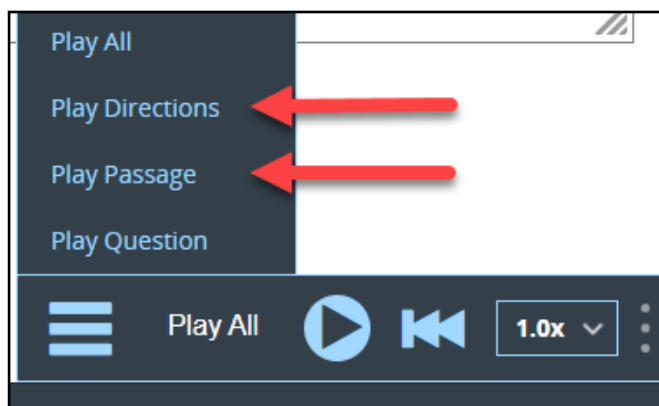 Play All
Play Directions
Play Passage
Play Question
Play All 1.0x